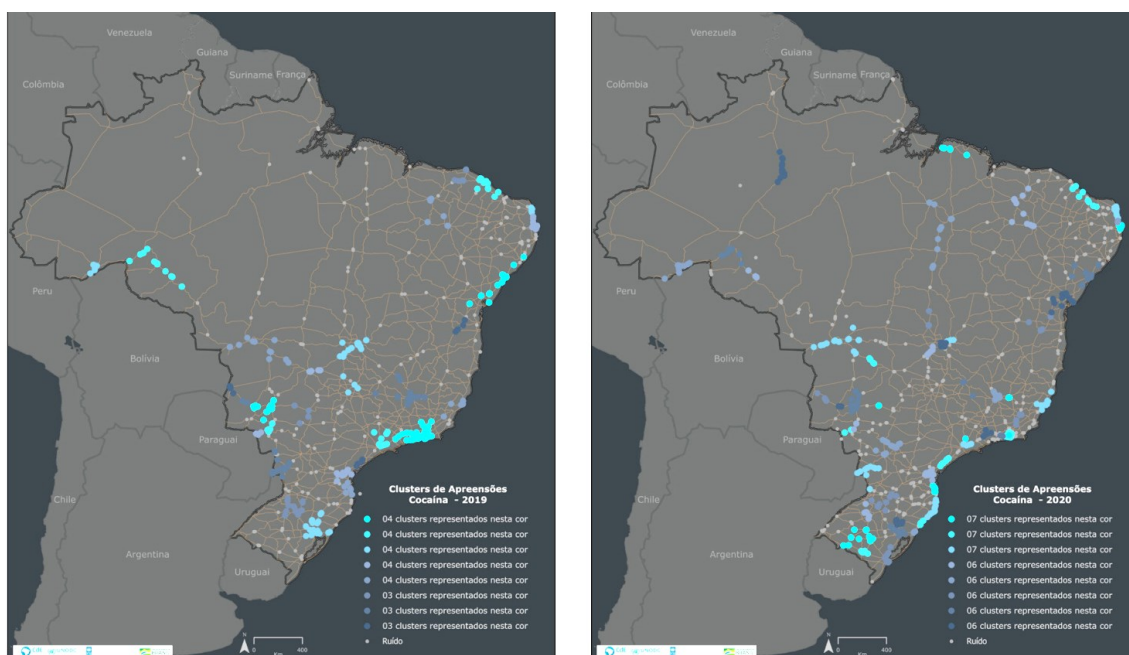 Venezuela
Guiana
Suriname
França
Colômbia
Peru
Bolívia
Paraguai
Chile
Argentina
Uruguai
Clusters de Apreensões
Cocaína - 2019
04 clusters representados nesta cor
04 clusters representados nesta cor
04 clusters representados nesta cor
04 clusters representados nesta cor
04 clusters representados nesta cor
03 clusters representados nesta cor
03 clusters representados nesta cor
03 clusters representados nesta cor
Ruído
N
0
400
Km
Venezuela
Guiana
Suriname
França
Colômbia
Peru
Bolívia
Paraguai
Chile
Argentina
Uruguai
Clusters de Apreensões
Cocaína - 2020
07 clusters representados nesta cor
07 clusters representados nesta cor
07 clusters representados nesta cor
06 clusters representados nesta cor
06 clusters representados nesta cor
06 clusters representados nesta cor
06 clusters representados nesta cor
06 clusters representados nesta cor
Ruído
N
0
400
Km